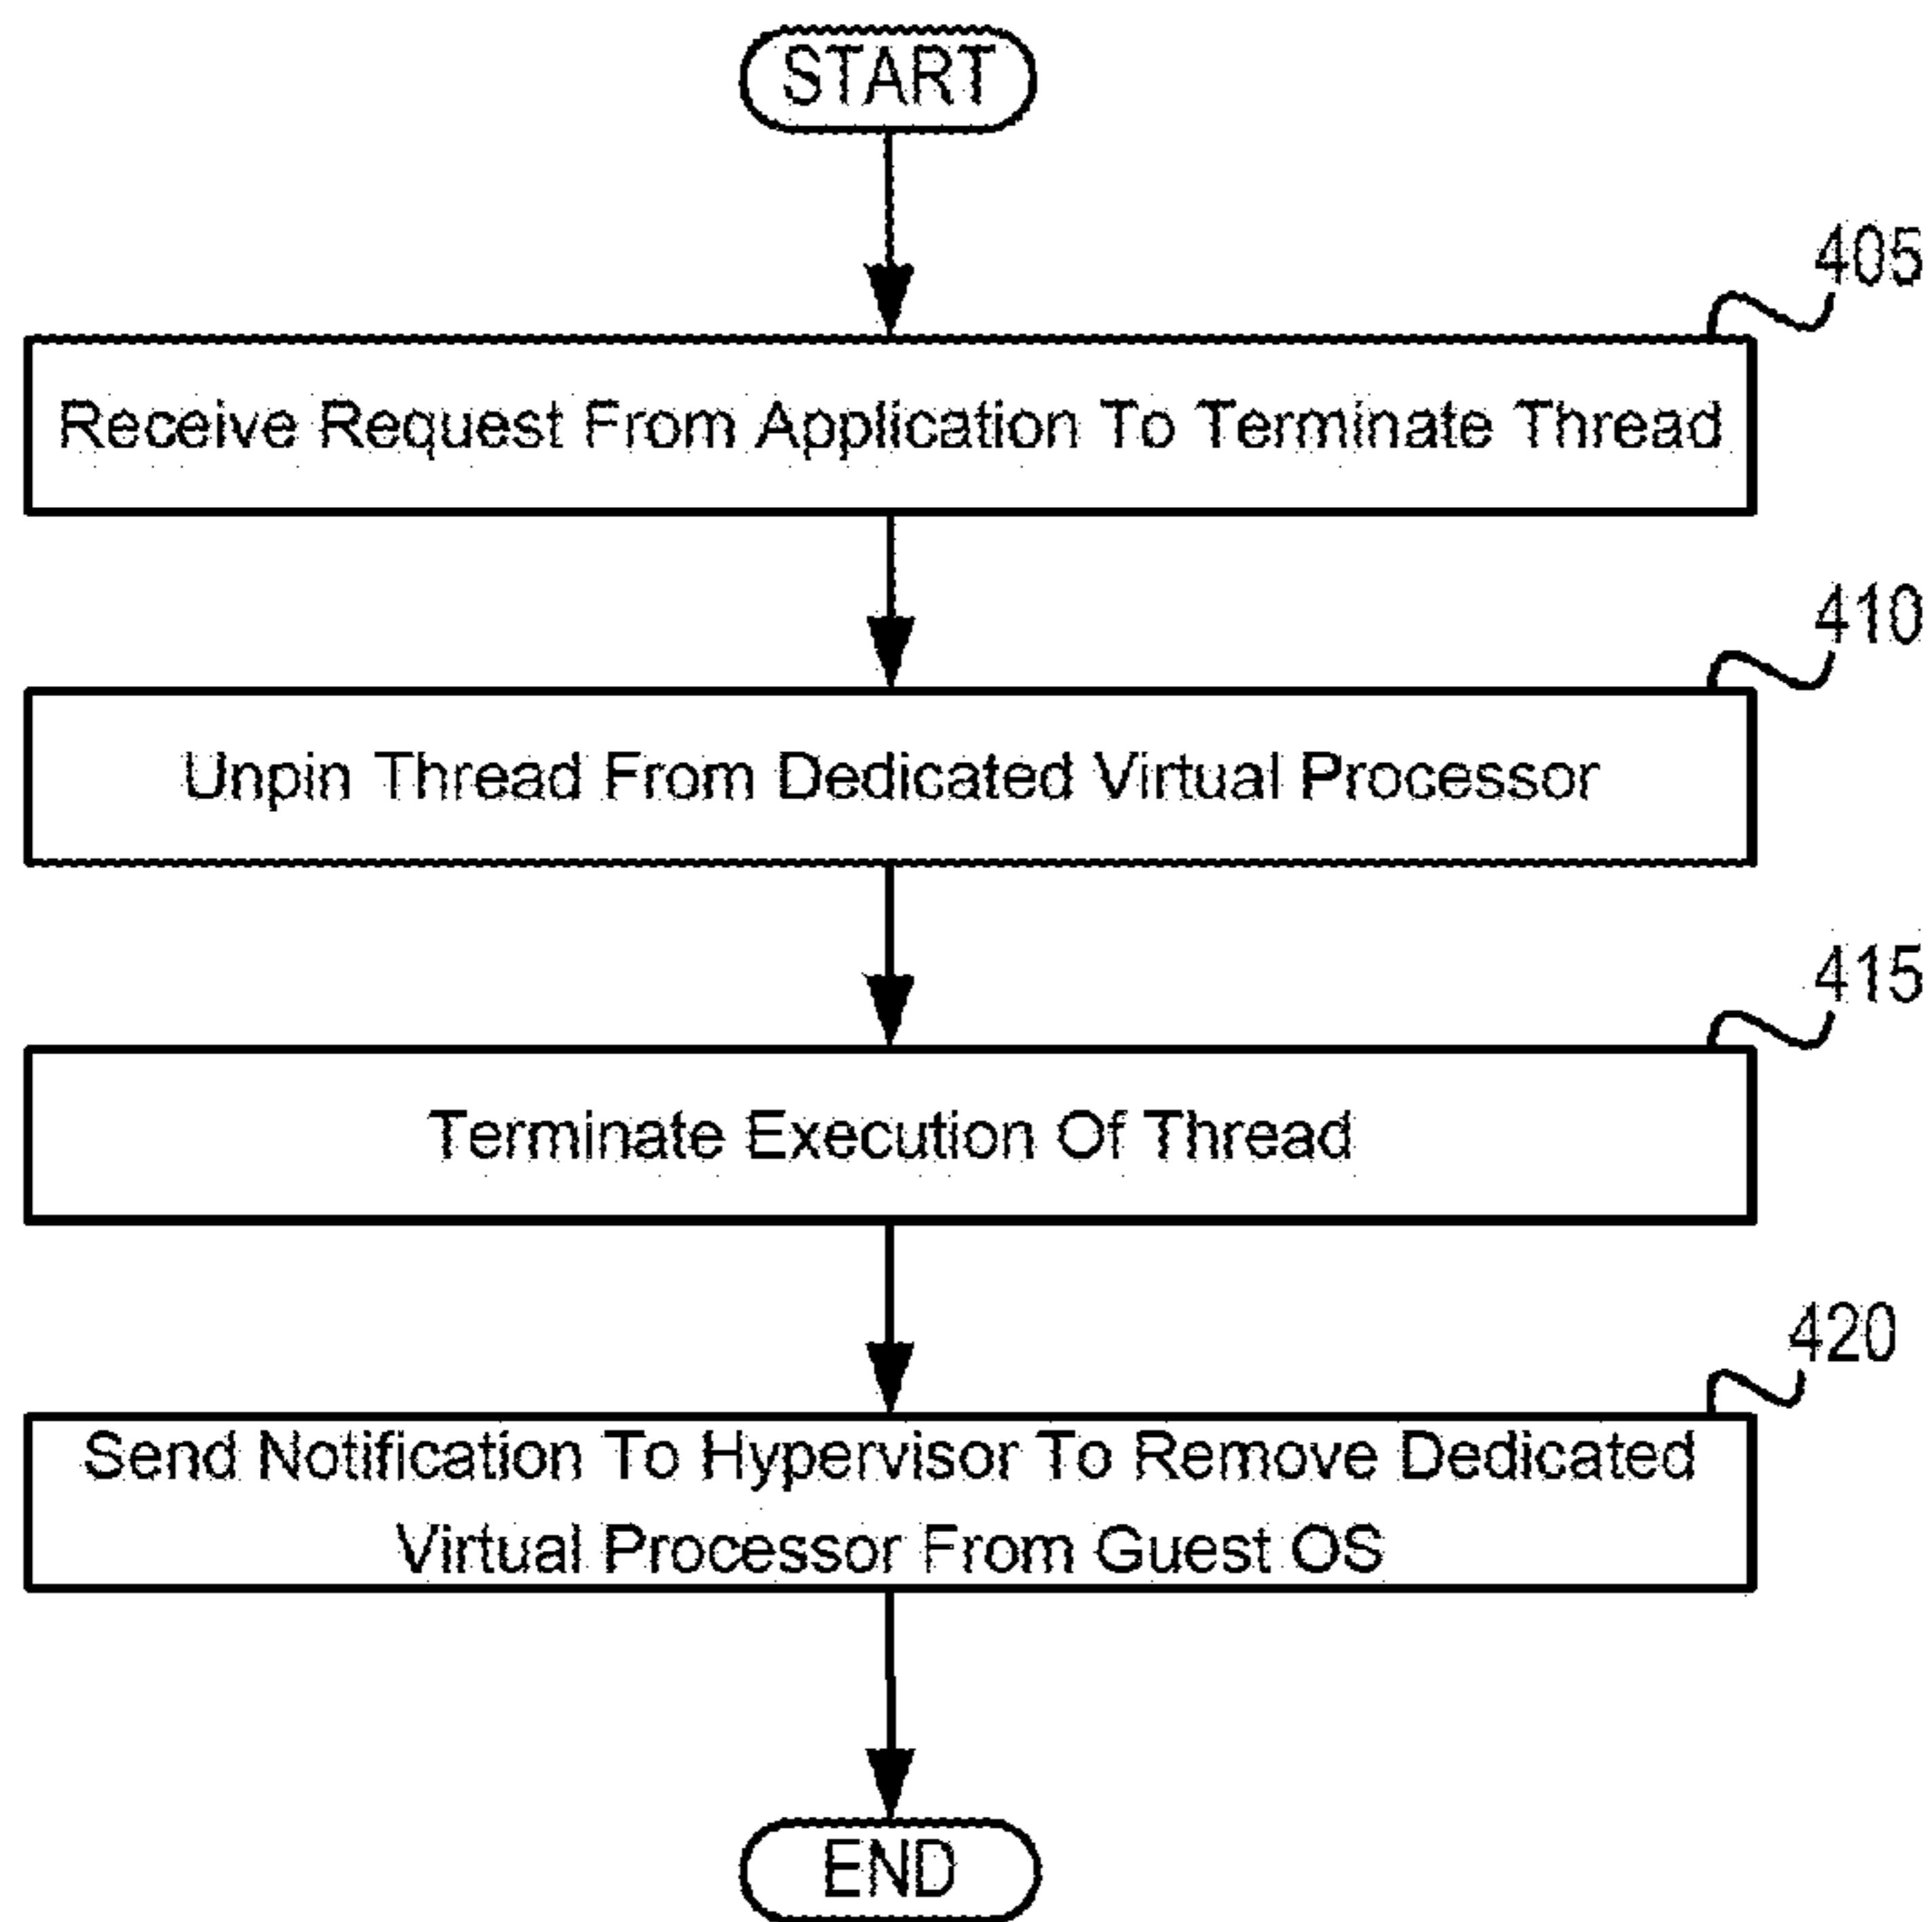 START
405
Receive Request From Application To Terminate Thread
410
Unpin Thread From Dedicated Virtual Processor
415
Terminate Execution Of Thread
420
Send Notification To Hypervisor To Remove Dedicated
Virtual Processor From Guest OS
END